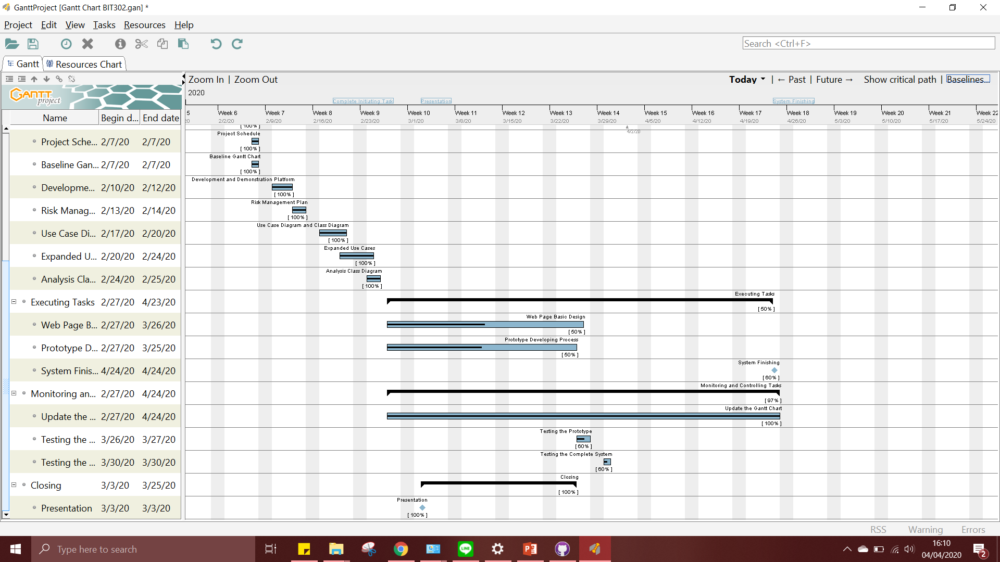 GanttProject [Gantt Chart BIT302.gan] *
Project Edit View Tasks Resources Help
Search <Ctrl+F>
Gantt Resources Chart
Zoom In | Zoom Out Today | ← Past | Future → Show critical path | Baselines...
GANTT project
2020
Complete Initiating Task Presentation System Finishing
Name Begin d... End date
5 Week 6 Week 7 Week 8 Week 9 Week 10 Week 11 Week 12 Week 13 Week 14 Week 15 Week 16 Week 17 Week 18 Week 19 Week 20 Week 21 Week 22
20 2/2/20 2/9/20 2/16/20 2/23/20 3/1/20 3/8/20 3/15/20 3/22/20 3/29/20 4/5/20 4/12/20 4/19/20 4/26/20 5/3/20 5/10/20 5/17/20 5/24/20
[ 100% ]
4/2/20
Project Schedule
Project Sche... 2/7/20 2/7/20
[ 100% ]
Baseline Gantt Chart
Baseline Gan... 2/7/20 2/7/20
[ 100% ]
Development and Demonstration Platform
Developme... 2/10/20 2/12/20
[ 100% ]
Risk Management Plan
Risk Manag... 2/13/20 2/14/20
[ 100% ]
Use Case Diagram and Class Diagram
Use Case Di... 2/17/20 2/20/20
[ 100% ]
Expanded Use Cases
Expanded U... 2/20/20 2/24/20
[ 100% ]
Analysis Class Diagram
Analysis Cla... 2/24/20 2/25/20
[ 100% ]
Executing Tasks
Executing Tasks 2/27/20 4/23/20
[ 50% ]
Web Page Basic Design
Web Page B... 2/27/20 3/26/20
[ 50% ]
Prototype Developing Process
Prototype D... 2/27/20 3/25/20
[ 50% ]
System Finishing
System Finis... 4/24/20 4/24/20
[ 60% ]
Monitoring and Controlling Tasks
Monitoring an... 2/27/20 4/24/20
[ 97% ]
Update the Gantt Chart
Update the ... 2/27/20 4/24/20
[ 100% ]
Testing the Prototype
Testing the ... 3/26/20 3/27/20
[ 60% ]
Testing the Complete System
Testing the ... 3/30/20 3/30/20
[ 60% ]
Closing
Closing 3/3/20 3/25/20
[ 100% ]
Presentation
Presentation 3/3/20 3/3/20
[ 100% ]
RSS Warning Errors
Type here to search
LINE
16:10
04/04/2020
2